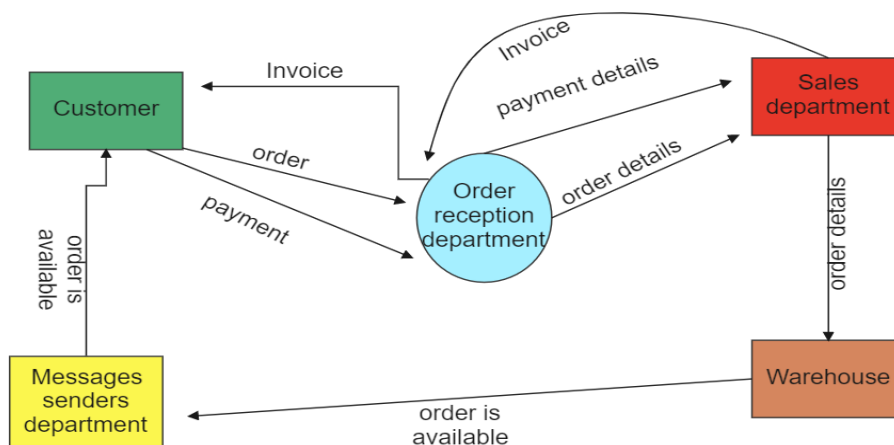 Invoice
Invoice
payment details
Sales
department
Customer
order
payment
Order
reception
department
order details
order details
order is
available
Messages
senders
department
order is
available
Warehouse